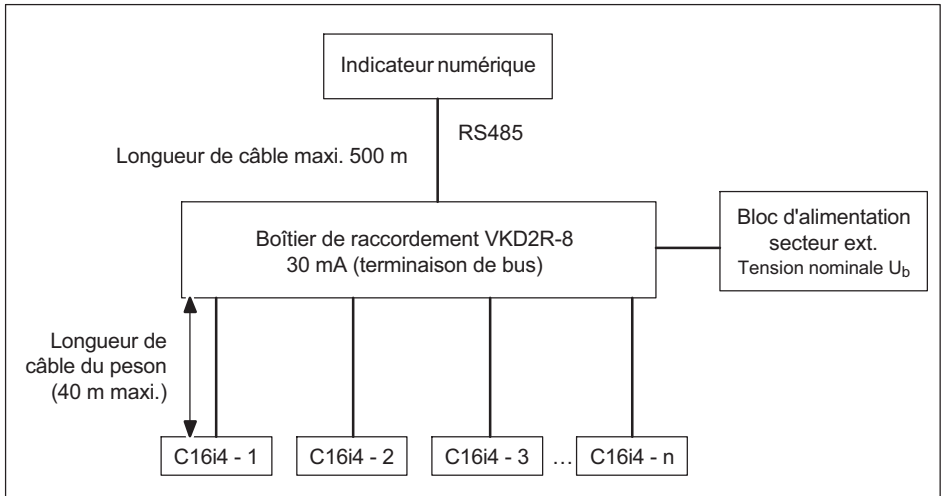 Indicateur numérique
RS485
Longueur de câble maxi. 500 m
Boîtier de raccordement VKD2R-8
30 mA (terminaison de bus)
Bloc d'alimentation
secteur ext.
Tension nominale Ub
Longueur de
câble du peson
(40 m maxi.)
C16i4 - 1
C16i4 - 2
C16i4 - 3
...
C16i4 - n